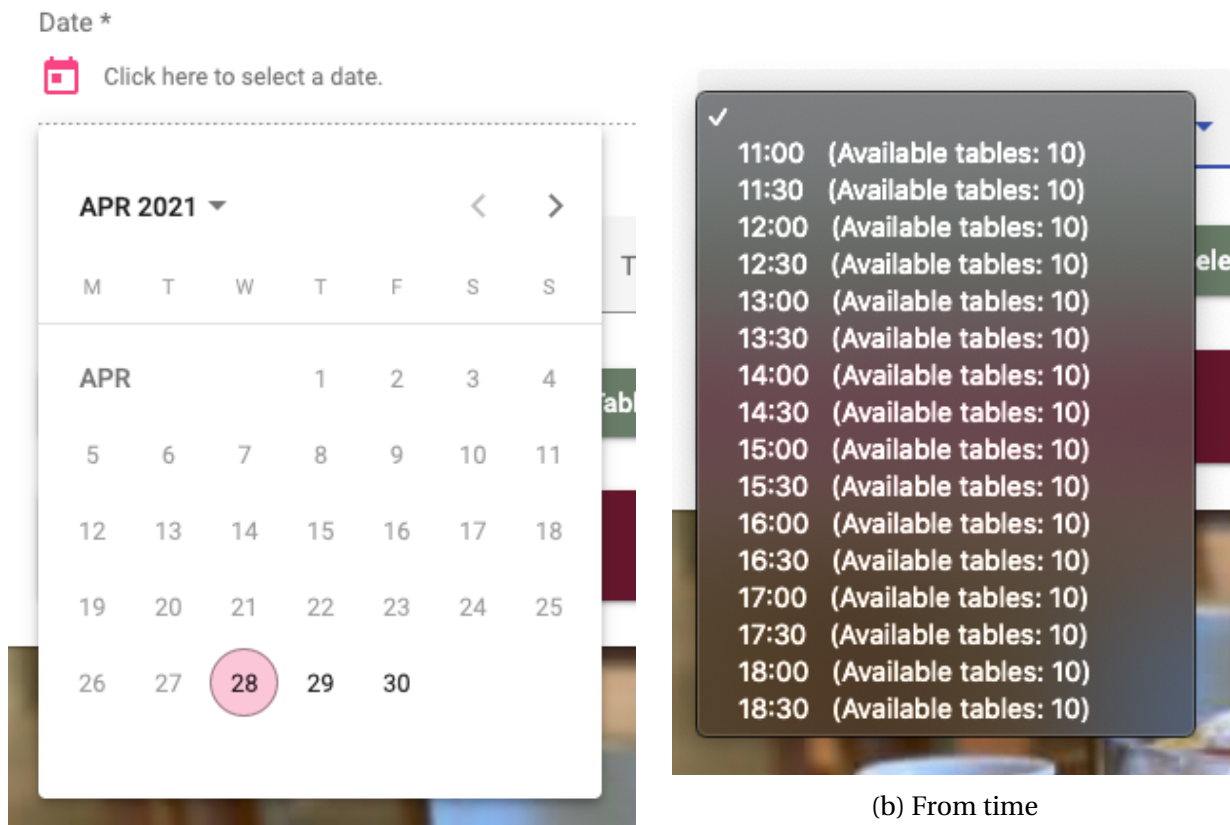 Date *
Click here to select a date.
APR 2021
M T W T F S S
APR 1 2 3 4
5 6 7 8 9 10 11
12 13 14 15 16 17 18
19 20 21 22 23 24 25
26 27 28 29 30
T
✓
11:00 (Available tables: 10)
11:30 (Available tables: 10)
12:00 (Available tables: 10)
12:30 (Available tables: 10)
13:00 (Available tables: 10)
13:30 (Available tables: 10)
14:00 (Available tables: 10)
14:30 (Available tables: 10)
15:00 (Available tables: 10)
15:30 (Available tables: 10)
16:00 (Available tables: 10)
16:30 (Available tables: 10)
17:00 (Available tables: 10)
17:30 (Available tables: 10)
18:00 (Available tables: 10)
18:30 (Available tables: 10)
(b) From time